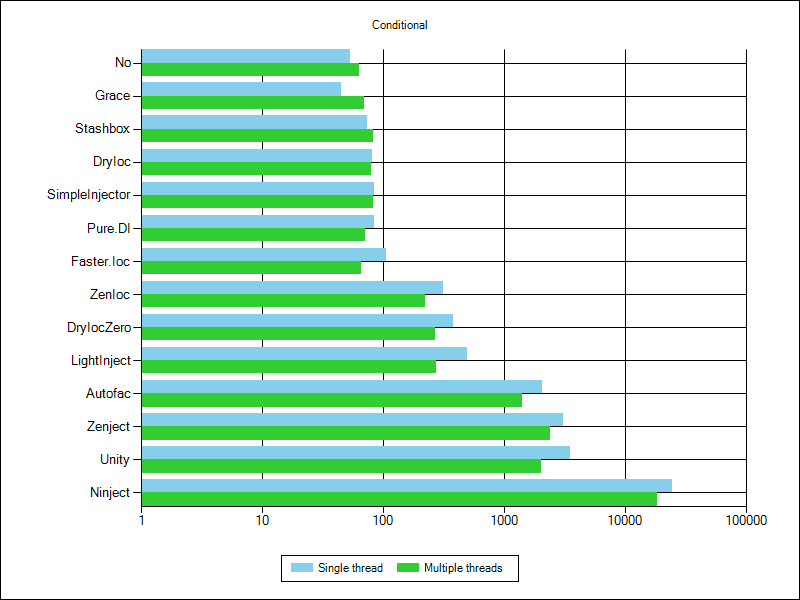 Conditional
No
Grace
Stashbox
DryIoc
SimpleInjector
Pure.DI
Faster.Ioc
ZenIoc
DryIocZero
LightInject
Autofac
Zenject
Unity
Ninject
1 10 100 1000 10000 100000
Single thread Multiple threads